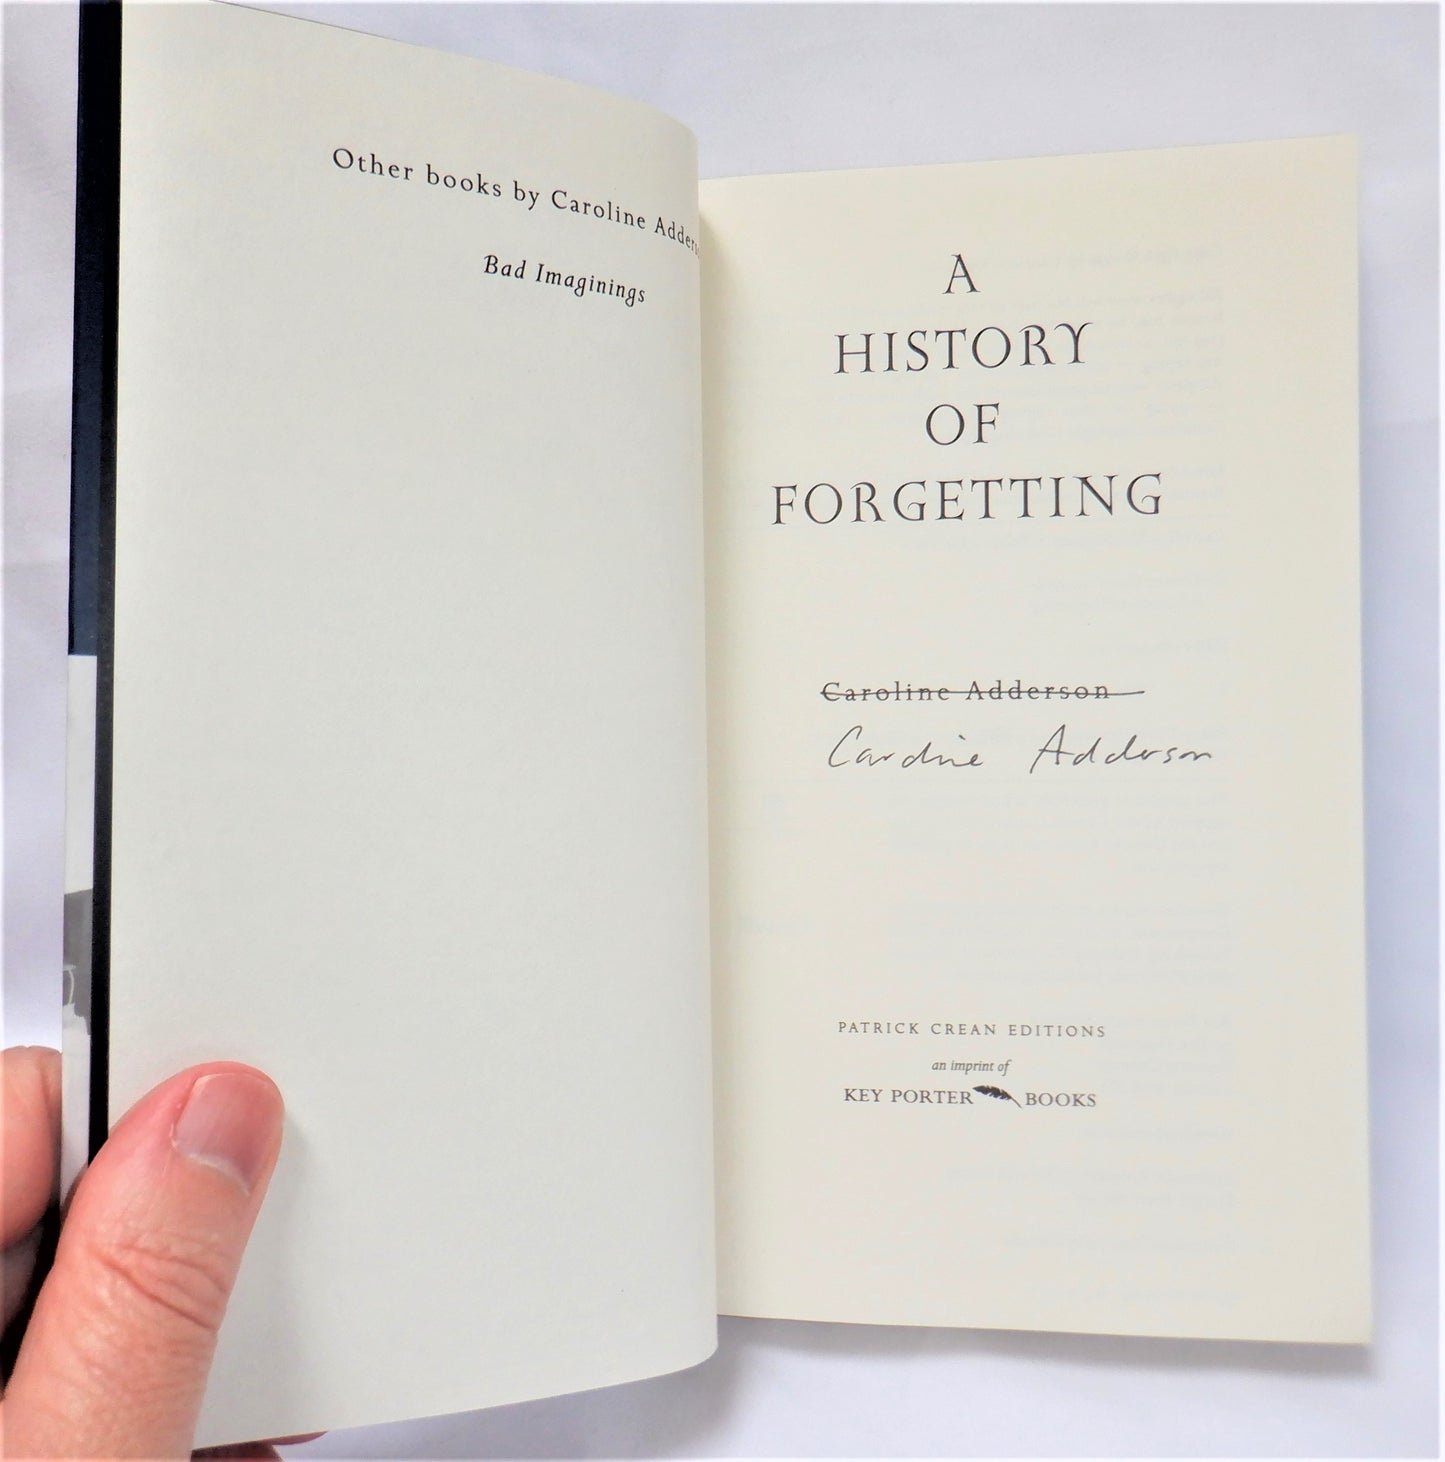 Other books by Caroline Adders
Bad Imaginings
A
HISTORY
OF
FORGETTING
Caroline Adderson
Caroline Adderson
PATRICK CREAN EDITIONS
an imprint of
KEY PORTER BOOKS